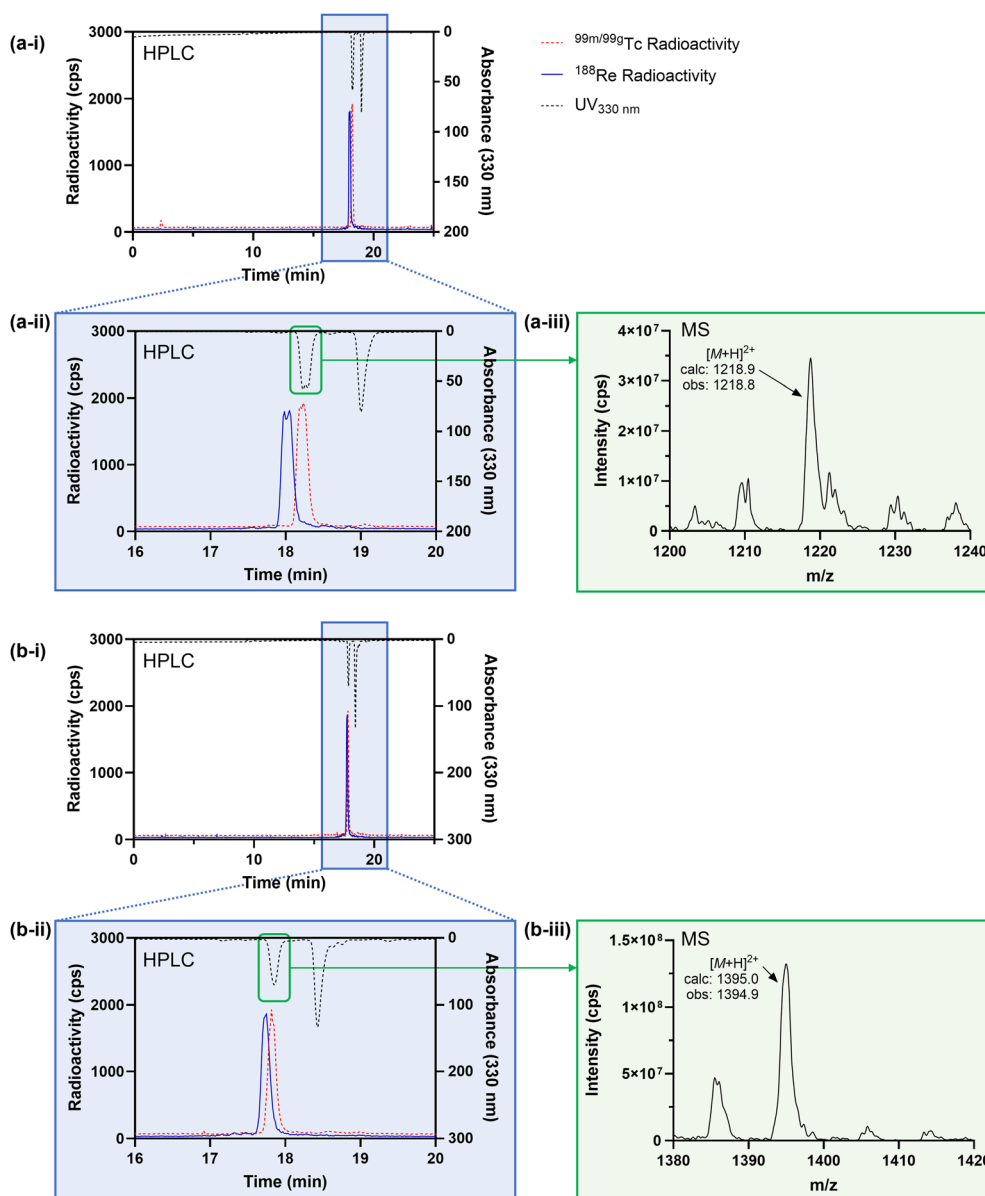 (a-i)
HPLC
Radioactivity (cps)
3000
2000
1000
0
0
10
20
Time (min)
0
50
100
150
200
Absorbance (330 nm)
99m/99gTc Radioactivity
188Re Radioactivity
UV330 nm
(a-ii)
HPLC
Radioactivity (cps)
3000
2000
1000
0
16
17
18
19
20
Time (min)
0
50
100
150
200
Absorbance (330 nm)
(a-iii)
MS
[M+H]2+
calc: 1218.9
obs: 1218.8
Intensity (cps)
4×10^7
3×10^7
2×10^7
1×10^7
0
1200
1210
1220
1230
1240
m/z
(b-i)
HPLC
Radioactivity (cps)
3000
2000
1000
0
0
10
20
Time (min)
0
100
200
300
Absorbance (330 nm)
(b-ii)
HPLC
Radioactivity (cps)
3000
2000
1000
0
16
17
18
19
20
Time (min)
0
100
200
300
Absorbance (330 nm)
(b-iii)
MS
[M+H]2+
calc: 1395.0
obs: 1394.9
Intensity (cps)
1.5×10^8
1×10^8
5×10^7
0
1380
1390
1400
1410
1420
m/z